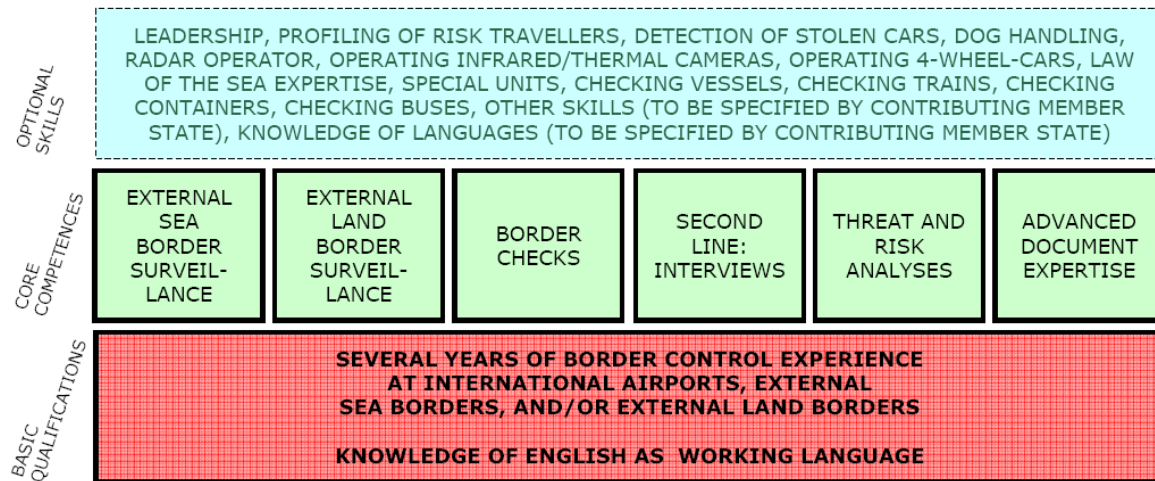 OPTIONAL
SKILLS
LEADERSHIP, PROFILING OF RISK TRAVELLERS, DETECTION OF STOLEN CARS, DOG HANDLING,
RADAR OPERATOR, OPERATING INFRARED/THERMAL CAMERAS, OPERATING 4-WHEEL-CARS, LAW
OF THE SEA EXPERTISE, SPECIAL UNITS, CHECKING VESSELS, CHECKING TRAINS, CHECKING
CONTAINERS, CHECKING BUSES, OTHER SKILLS (TO BE SPECIFIED BY CONTRIBUTING MEMBER
STATE), KNOWLEDGE OF LANGUAGES (TO BE SPECIFIED BY CONTRIBUTING MEMBER STATE)
CORE
COMPETENCES
EXTERNAL
SEA
BORDER
SURVEIL-
LANCE
EXTERNAL
LAND
BORDER
SURVEIL-
LANCE
BORDER
CHECKS
SECOND
LINE:
INTERVIEWS
THREAT AND
RISK
ANALYSES
ADVANCED
DOCUMENT
EXPERTISE
BASIC
QUALIFICATIONS
SEVERAL YEARS OF BORDER CONTROL EXPERIENCE
AT INTERNATIONAL AIRPORTS, EXTERNAL
SEA BORDERS, AND/OR EXTERNAL LAND BORDERS
KNOWLEDGE OF ENGLISH AS WORKING LANGUAGE